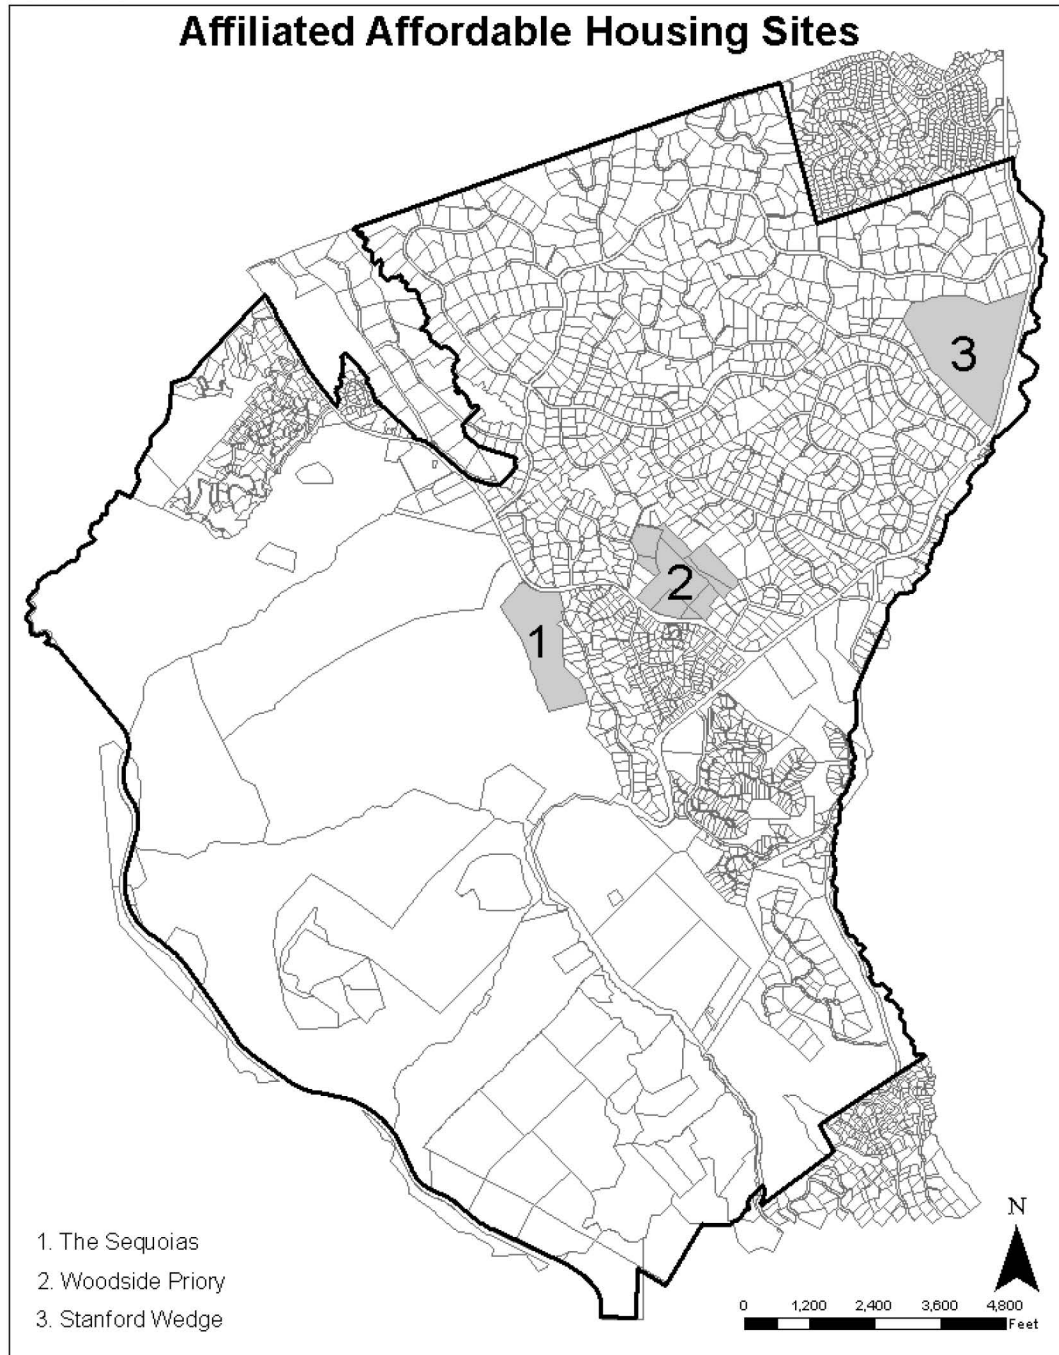 Affiliated Affordable Housing Sites
3
2
1
1. The Sequoias
2. Woodside Priory
3. Stanford Wedge
N
0 1,200 2,400 3,600 4,800
Feet